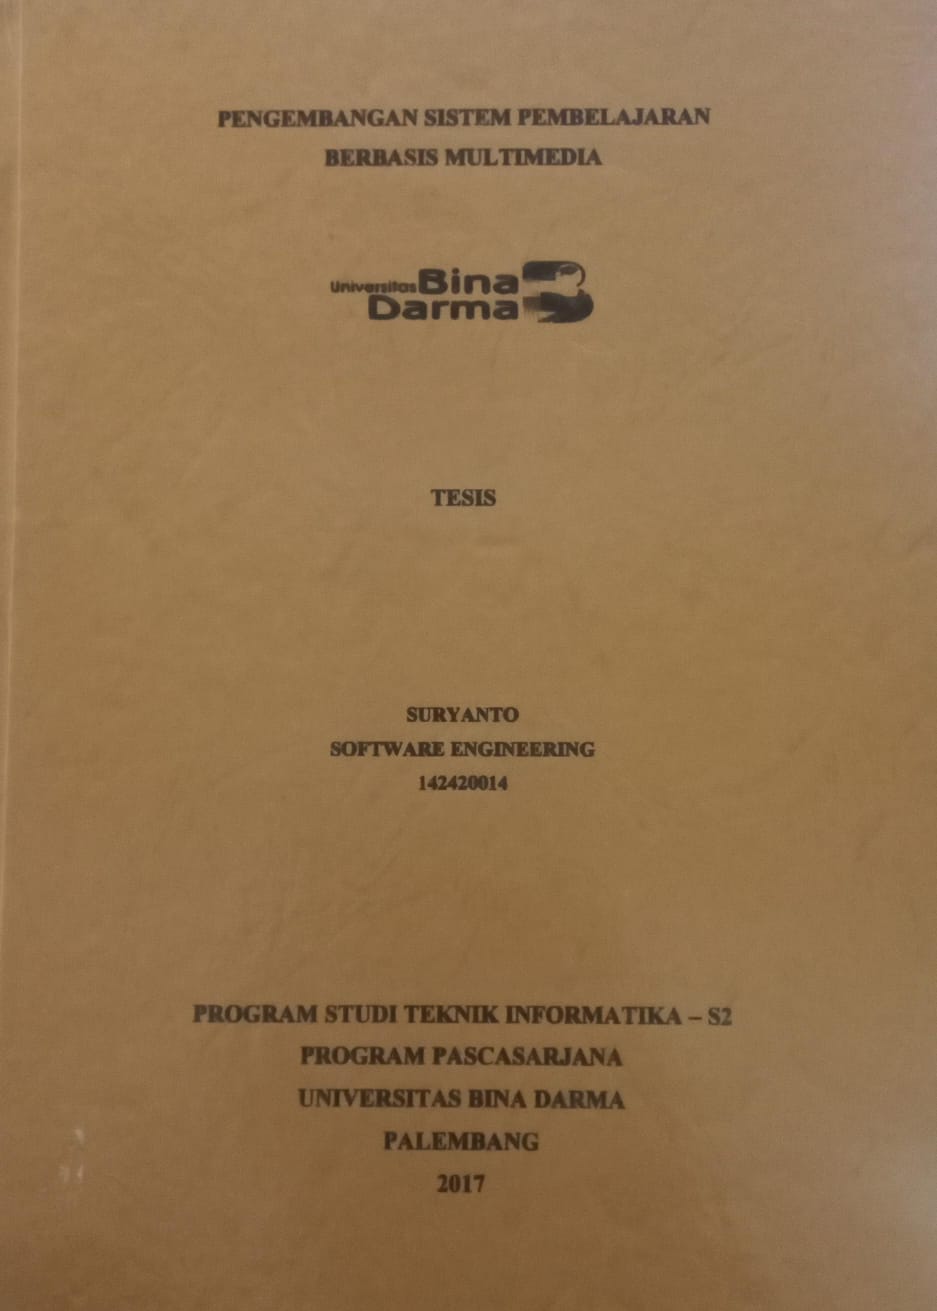 PENGEMBANGAN SISTEM PEMBELAJARAN
BERBASIS MULTIMEDIA
Universitas Bina
Darma
TESIS
SURYANTO
SOFTWARE ENGINEERING
142420014
PROGRAM STUDI TEKNIK INFORMATIKA – S2
PROGRAM PASCASARJANA
UNIVERSITAS BINA DARMA
PALEMBANG
2017